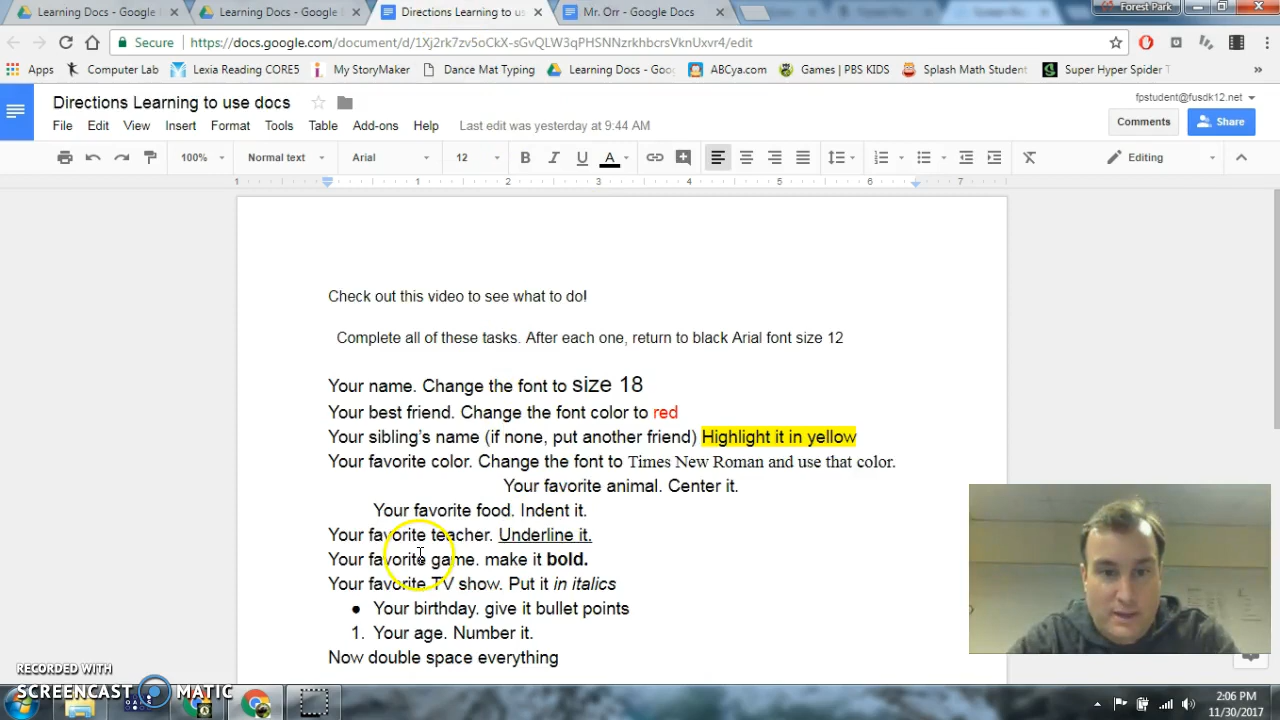 Learning Docs - Google
Learning Docs - Google
Directions Learning to us
Mr. Orr - Google Docs
Forest Park
Secure
https://docs.google.com/document/d/1Xj2rk7zv5oCkX-sGvQLW3qPHSNNzrkhbcrsVknUxvr4/edit
Apps Computer Lab Lexia Reading CORE5 My StoryMaker Dance Mat Typing Learning Docs - Goog ABCya.com Games | PBS KIDS Splash Math Student Super Hyper Spider T
Directions Learning to use docs
fpstudent@fusdk12.net
File Edit View Insert Format Tools Table Add-ons Help Last edit was yesterday at 9:44 AM
Comments Share
100% Normal text Arial 12 B I U A Editing
1 1 2 3 4 5 6 7
Check out this video to see what to do!
Complete all of these tasks. After each one, return to black Arial font size 12
Your name. Change the font to size 18
Your best friend. Change the font color to red
Your sibling's name (if none, put another friend) Highlight it in yellow
Your favorite color. Change the font to Times New Roman and use that color.
Your favorite animal. Center it.
Your favorite food. Indent it.
Your favorite teacher. Underline it.
Your favorite game. make it bold.
Your favorite TV show. Put it in italics
● Your birthday. give it bullet points
1. Your age. Number it.
Now double space everything
RECORDED WITH
SCREENCAST MATIC
2:06 PM
11/30/2017